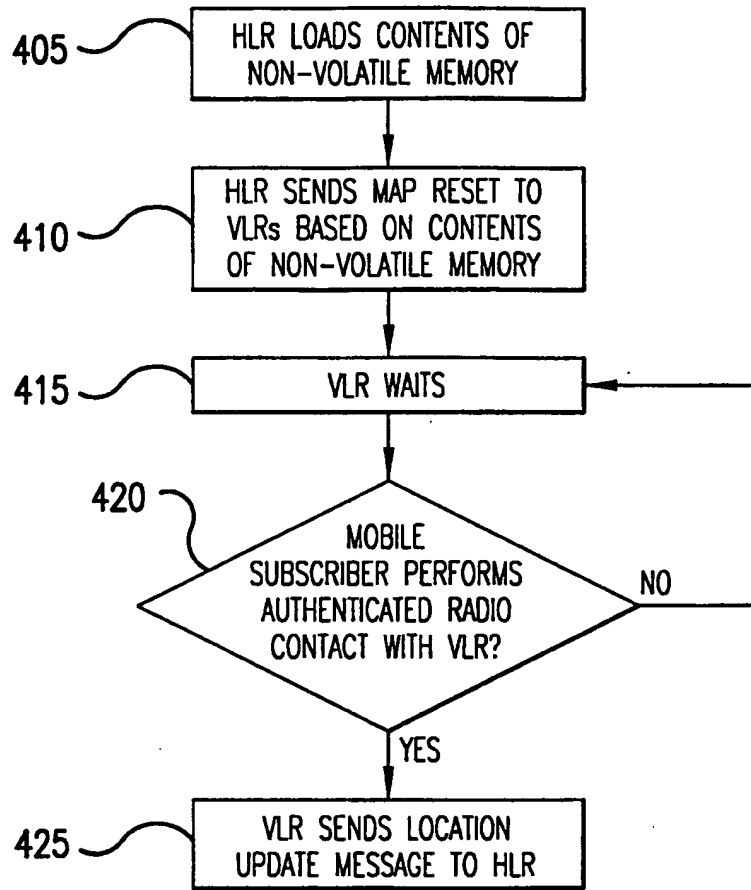 405
HLR LOADS CONTENTS OF
NON-VOLATILE MEMORY
410
HLR SENDS MAP RESET TO
VLRs BASED ON CONTENTS
OF NON-VOLATILE MEMORY
415
VLR WAITS
420
MOBILE
SUBSCRIBER PERFORMS
AUTHENTICATED RADIO
CONTACT WITH VLR?
NO
YES
425
VLR SENDS LOCATION
UPDATE MESSAGE TO HLR